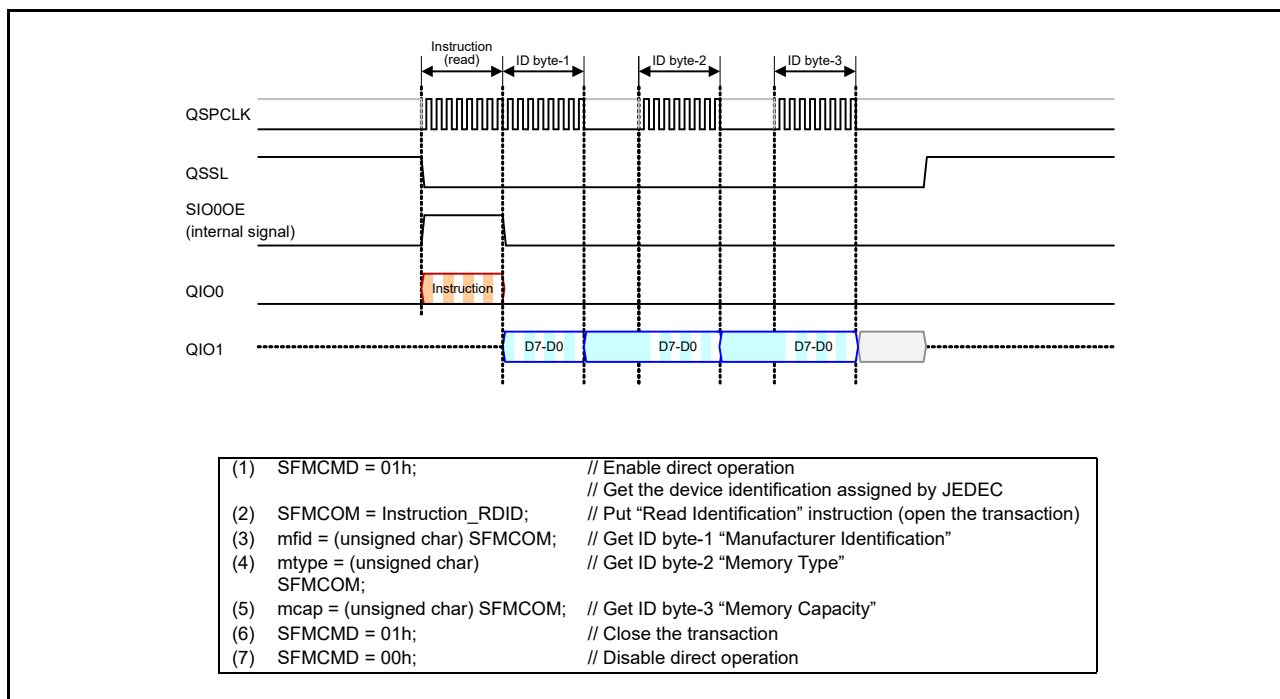 Instruction
(read)
ID byte-1
ID byte-2
ID byte-3
QSPCLK
QSSL
SIO0OE
(internal signal)
QIO0
Instruction
QIO1
D7-D0
D7-D0
D7-D0
(1) SFMCMD = 01h; // Enable direct operation
// Get the device identification assigned by JEDEC
(2) SFMCOM = Instruction_RDID; // Put “Read Identification” instruction (open the transaction)
(3) mfid = (unsigned char) SFMCOM; // Get ID byte-1 “Manufacturer Identification”
(4) mtype = (unsigned char) // Get ID byte-2 “Memory Type”
SFMCOM;
(5) mcap = (unsigned char) SFMCOM; // Get ID byte-3 “Memory Capacity”
(6) SFMCMD = 01h; // Close the transaction
(7) SFMCMD = 00h; // Disable direct operation